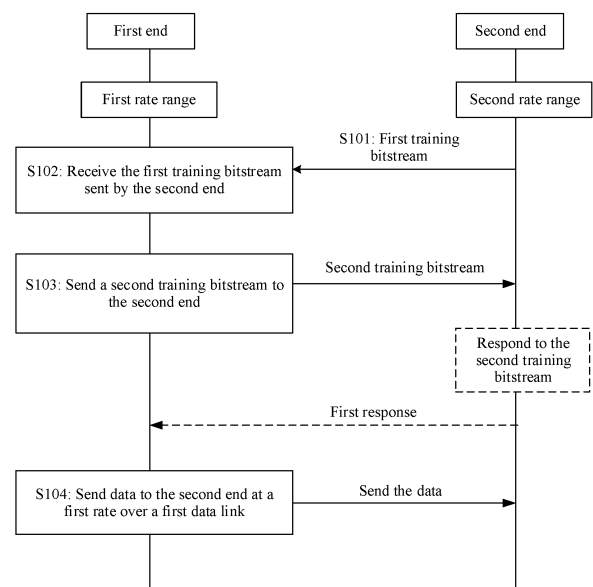 First end
Second end
First rate range
Second rate range
S101: First training
bitstream
S102: Receive the first training bitstream
sent by the second end
Second training bitstream
S103: Send a second training bitstream to
the second end
Respond to the
second training
bitstream
First response
S104: Send data to the second end at a
first rate over a first data link
Send the data